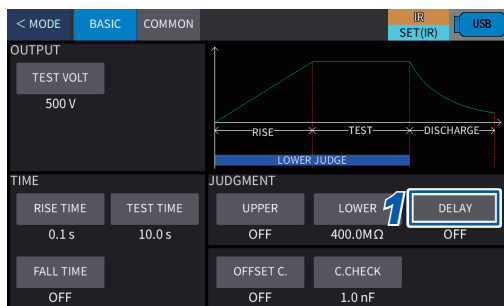 < MODE BASIC COMMON IR SET(IR) USB
OUTPUT
TEST VOLT
500 V
RISE TEST DISCHARGE
LOWER JUDGE
TIME JUDGMENT
RISE TIME TEST TIME UPPER LOWER 1 DELAY
0.1 s 10.0 s OFF 400.0MΩ OFF
FALL TIME OFFSET C. C.CHECK
OFF OFF 1.0 nF